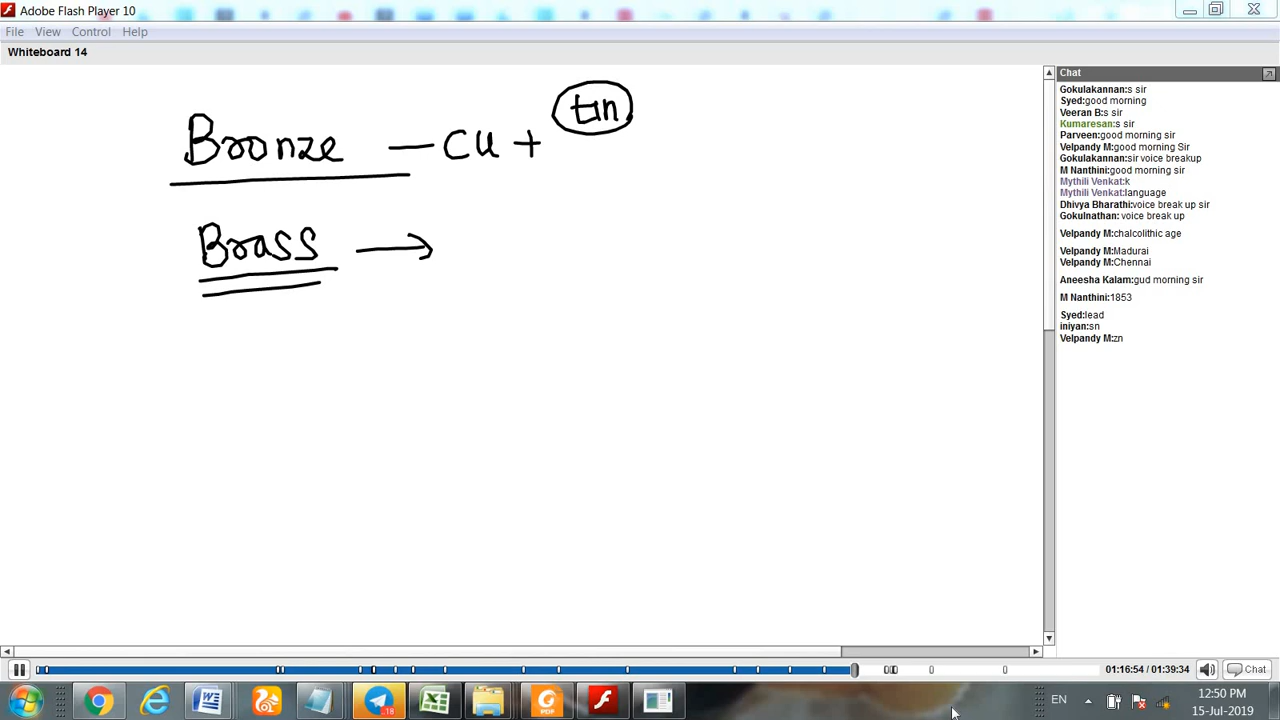 Adobe Flash Player 10
File View Control Help
Whiteboard 14
tin
Bronze — Cu +
Brass →
Chat
Gokulakannan:s sir
Syed:good morning
Veeran B:s sir
Kumaresan:s sir
Parveen:good morning sir
Velpandy M:good morning Sir
Gokulakannan:sir voice breakup
M Nanthini:good morning sir
Mythili Venkat:k
Mythili Venkat:language
Dhivya Bharathi:voice break up sir
Gokulnathan: voice break up
Velpandy M:chalcolithic age
Velpandy M:Madurai
Velpandy M:Chennai
Aneesha Kalam:gud morning sir
M Nanthini:1853
Syed:lead
iniyan:sn
Velpandy M:zn
01:16:54 / 01:39:34 Chat
18 PDF EN 12:50 PM
15-Jul-2019